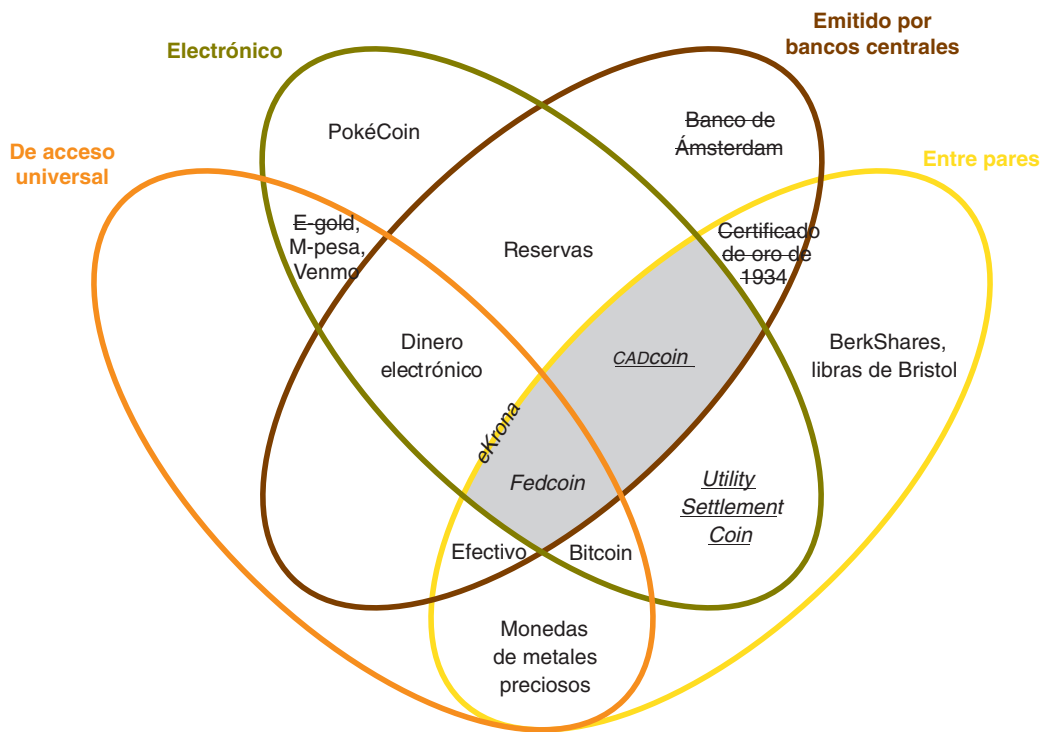 Emitido por
bancos centrales
Electrónico
De acceso
universal
Entre pares
PokéCoin
Banco de
Ámsterdam
E-gold,
M-pesa,
Venmo
Reservas
Certificado
de oro de
1934
Dinero
electrónico
CADcoin
BerkShares,
libras de Bristol
eKrona
Fedcoin
Utility
Settlement
Coin
Efectivo
Bitcoin
Monedas
de metales
preciosos